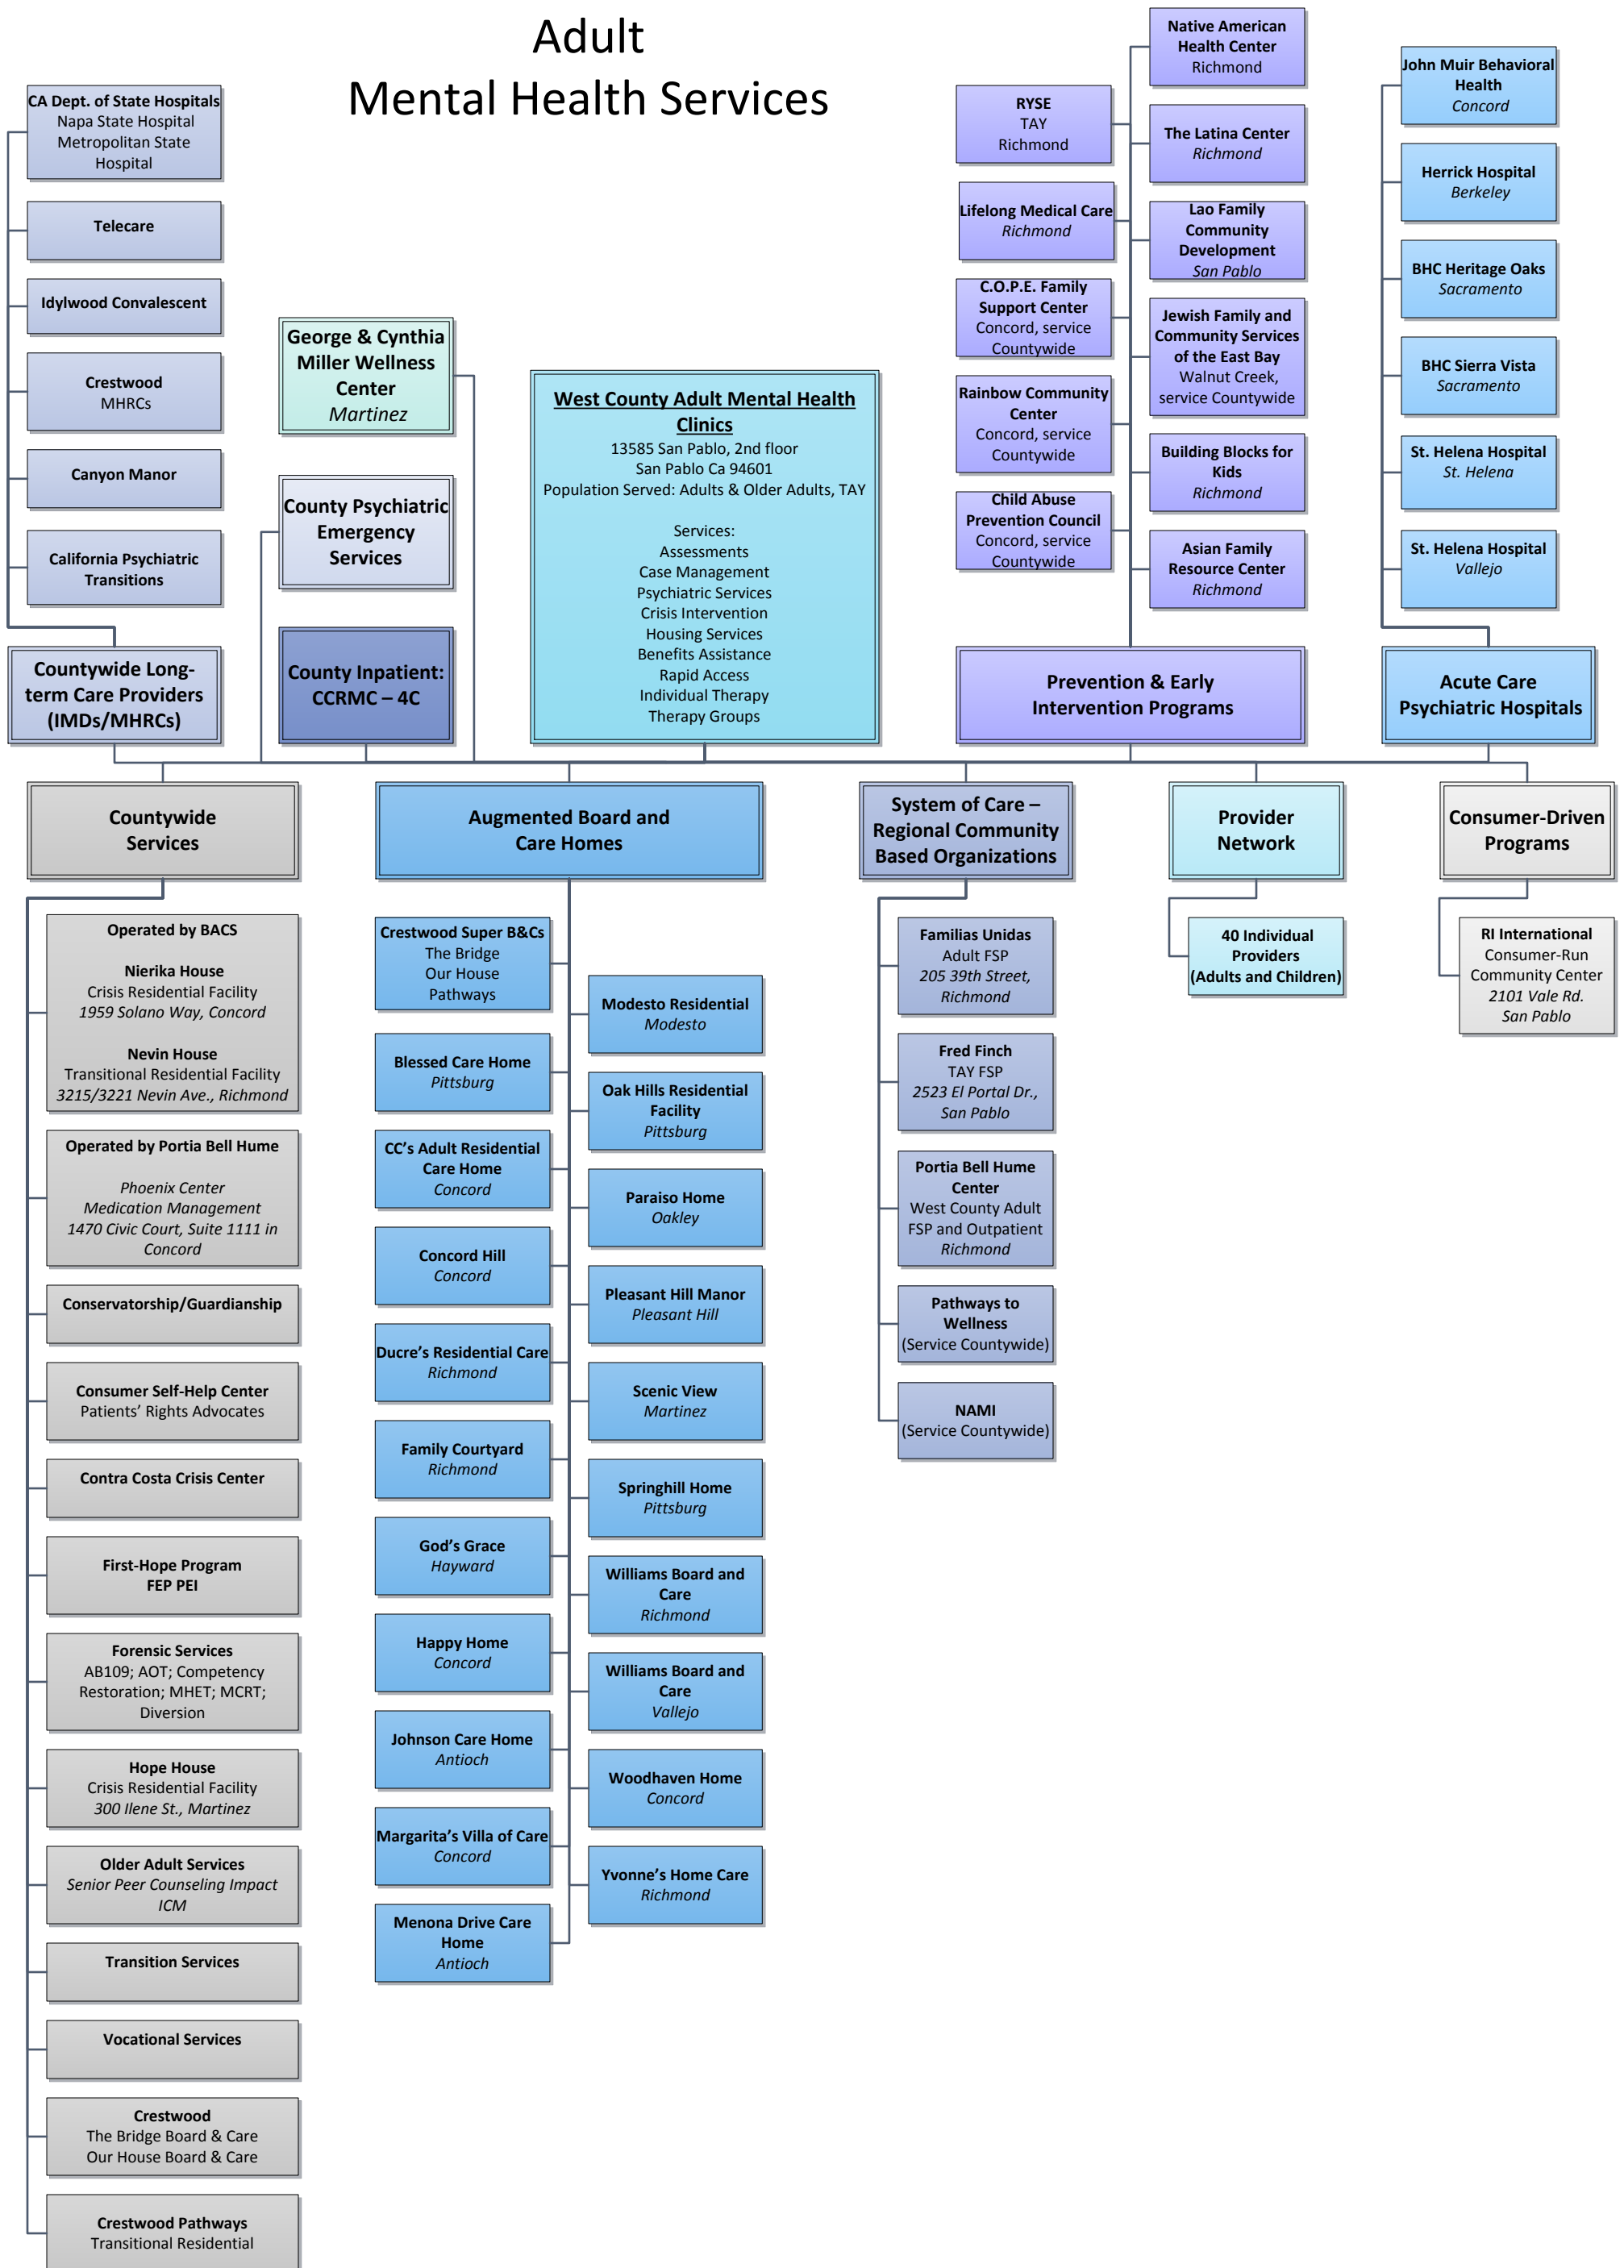 Adult
Mental Health Services
CA Dept. of State Hospitals
Napa State Hospital
Metropolitan State
Hospital
Telecare
Idylwood Convalescent
Crestwood
MHRCs
Canyon Manor
California Psychiatric
Transitions
Countywide Long-
term Care Providers
(IMDs/MHRCs)
George & Cynthia
Miller Wellness
Center
Martinez
County Psychiatric
Emergency
Services
County Inpatient:
CCRMC – 4C
West County Adult Mental Health
Clinics
13585 San Pablo, 2nd floor
San Pablo Ca 94601
Population Served: Adults & Older Adults, TAY
Services:
Assessments
Case Management
Psychiatric Services
Crisis Intervention
Housing Services
Benefits Assistance
Rapid Access
Individual Therapy
Therapy Groups
RYSE
TAY
Richmond
Lifelong Medical Care
Richmond
C.O.P.E. Family
Support Center
Concord, service
Countywide
Rainbow Community
Center
Concord, service
Countywide
Child Abuse
Prevention Council
Concord, service
Countywide
Native American
Health Center
Richmond
The Latina Center
Richmond
Lao Family
Community
Development
San Pablo
Jewish Family and
Community Services
of the East Bay
Walnut Creek,
service Countywide
Building Blocks for
Kids
Richmond
Asian Family
Resource Center
Richmond
Prevention & Early
Intervention Programs
John Muir Behavioral
Health
Concord
Herrick Hospital
Berkeley
BHC Heritage Oaks
Sacramento
BHC Sierra Vista
Sacramento
St. Helena Hospital
St. Helena
St. Helena Hospital
Vallejo
Acute Care
Psychiatric Hospitals
Countywide
Services
Operated by BACS
Nierika House
Crisis Residential Facility
1959 Solano Way, Concord
Nevin House
Transitional Residential Facility
3215/3221 Nevin Ave., Richmond
Operated by Portia Bell Hume
Phoenix Center
Medication Management
1470 Civic Court, Suite 1111 in
Concord
Conservatorship/Guardianship
Consumer Self-Help Center
Patients’ Rights Advocates
Contra Costa Crisis Center
First-Hope Program
FEP PEI
Forensic Services
AB109; AOT; Competency
Restoration; MHET; MCRT;
Diversion
Hope House
Crisis Residential Facility
300 Ilene St., Martinez
Older Adult Services
Senior Peer Counseling Impact
ICM
Transition Services
Vocational Services
Crestwood
The Bridge Board & Care
Our House Board & Care
Crestwood Pathways
Transitional Residential
Augmented Board and
Care Homes
Crestwood Super B&Cs
The Bridge
Our House
Pathways
Blessed Care Home
Pittsburg
CC’s Adult Residential
Care Home
Concord
Concord Hill
Concord
Ducre’s Residential Care
Richmond
Family Courtyard
Richmond
God’s Grace
Hayward
Happy Home
Concord
Johnson Care Home
Antioch
Margarita’s Villa of Care
Concord
Menona Drive Care
Home
Antioch
Modesto Residential
Modesto
Oak Hills Residential
Facility
Pittsburg
Paraiso Home
Oakley
Pleasant Hill Manor
Pleasant Hill
Scenic View
Martinez
Springhill Home
Pittsburg
Williams Board and
Care
Richmond
Williams Board and
Care
Vallejo
Woodhaven Home
Concord
Yvonne’s Home Care
Richmond
System of Care –
Regional Community
Based Organizations
Familias Unidas
Adult FSP
205 39th Street,
Richmond
Fred Finch
TAY FSP
2523 El Portal Dr.,
San Pablo
Portia Bell Hume
Center
West County Adult
FSP and Outpatient
Richmond
Pathways to
Wellness
(Service Countywide)
NAMI
(Service Countywide)
Provider
Network
40 Individual
Providers
(Adults and Children)
Consumer-Driven
Programs
RI International
Consumer-Run
Community Center
2101 Vale Rd.
San Pablo